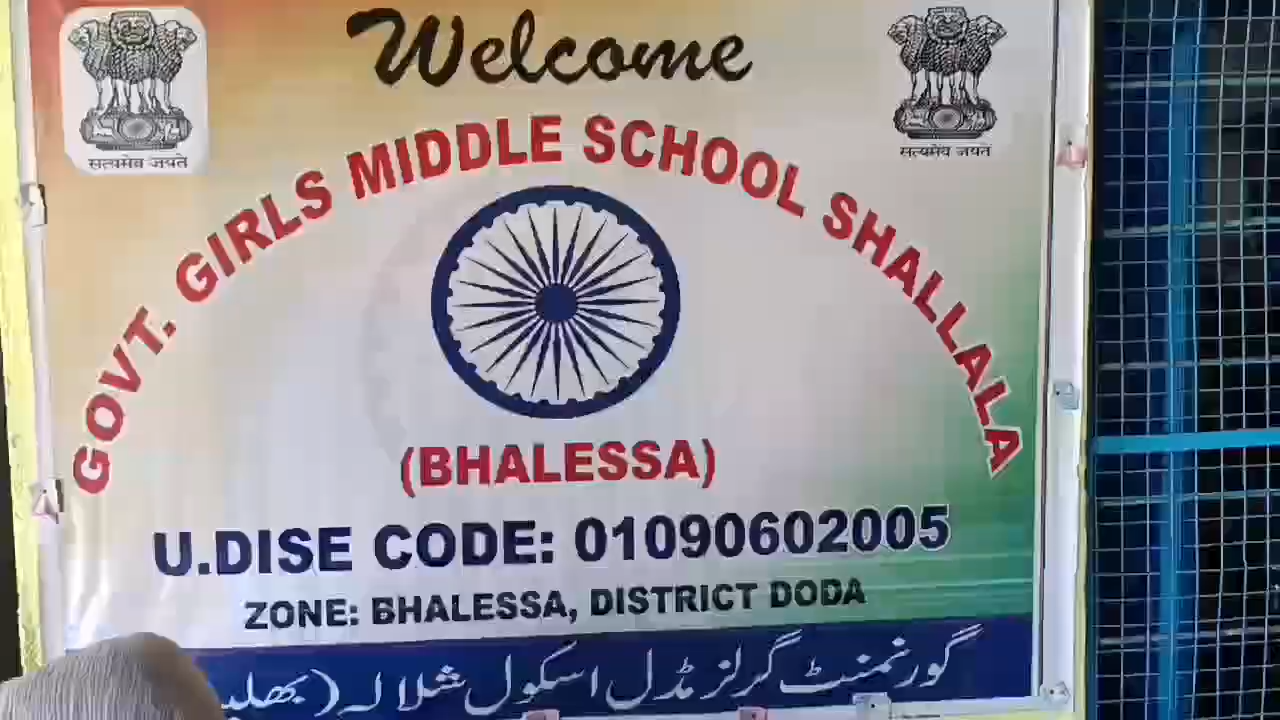 Welcome
सत्यमेव जयते
सत्यमेव जयते
GOVT. GIRLS MIDDLE SCHOOL SHALLALA
(BHALESSA)
U.DISE CODE: 01090602005
ZONE: BHALESSA, DISTRICT DODA
گورنمنٹ گرلز مڈل اسکول شلالہ (